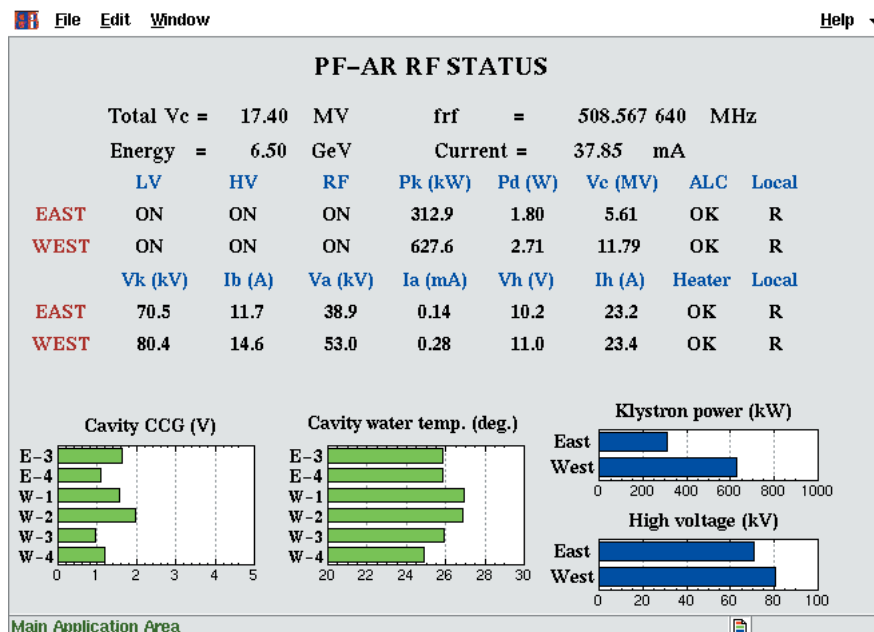 File Edit Window Help
PF-AR RF STATUS
Total Vc = 17.40 MV frf = 508.567 640 MHz
Energy = 6.50 GeV Current = 37.85 mA
LV HV RF Pk (kW) Pd (W) Vc (MV) ALC Local
EAST ON ON ON 312.9 1.80 5.61 OK R
WEST ON ON ON 627.6 2.71 11.79 OK R
Vk (kV) Ib (A) Va (kV) Ia (mA) Vh (V) Ih (A) Heater Local
EAST 70.5 11.7 38.9 0.14 10.2 23.2 OK R
WEST 80.4 14.6 53.0 0.28 11.0 23.4 OK R
Cavity CCG (V)
E-3
E-4
W-1
W-2
W-3
W-4
0 1 2 3 4 5
Cavity water temp. (deg.)
E-3
E-4
W-1
W-2
W-3
W-4
20 22 24 26 28 30
Klystron power (kW)
East
West
0 200 400 600 800 1000
High voltage (kV)
East
West
0 20 40 60 80 100
Main Application Area